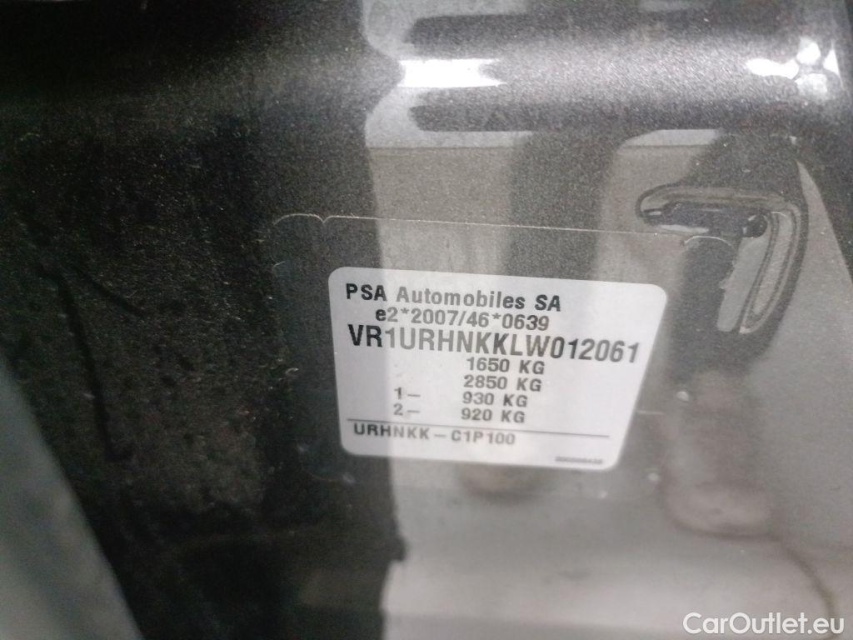 PSA Automobiles SA
e2*2007/46*0639
VR1URHNKKLW012061
1650 KG
2850 KG
1– 930 KG
2– 920 KG
URHNKK–C1P100
CarOutlet.eu